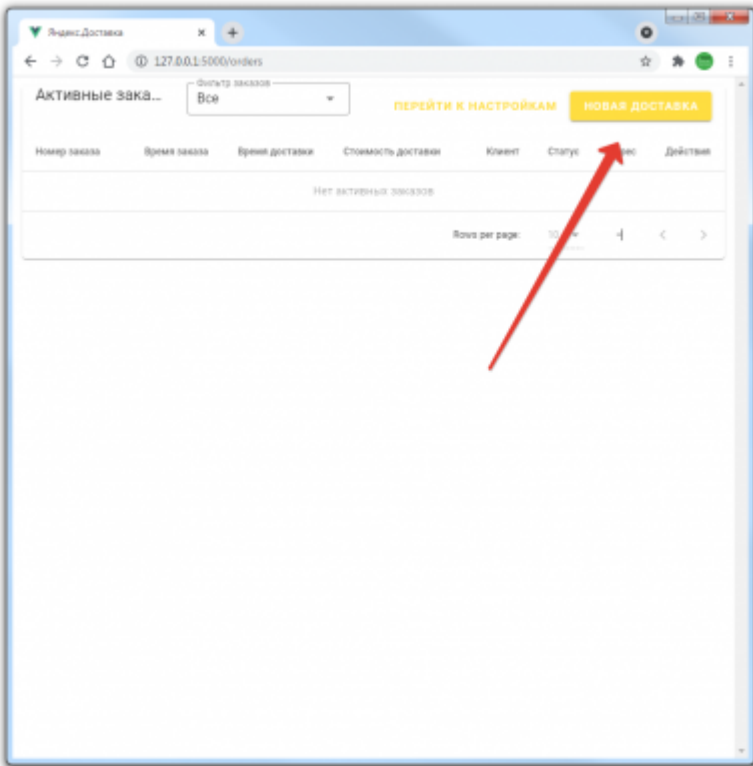 Яндекс.Доставка
127.0.0.1:5000/orders
Активные зака...
Фильтр заказов
Все
ПЕРЕЙТИ К НАСТРОЙКАМ
НОВАЯ ДОСТАВКА
Номер заказа Время заказа Время доставки Стоимость доставки Клиент Статус Действия
Нет активных заказов
Rows per page: 10